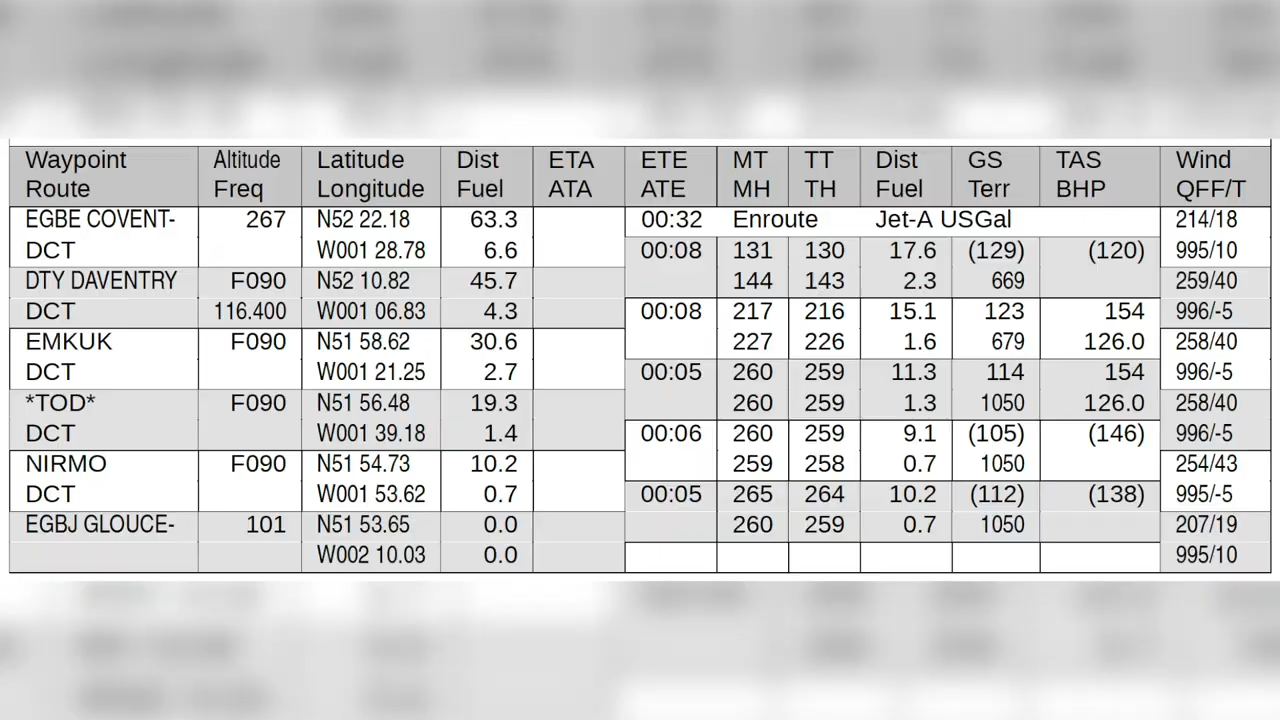 Waypoint Altitude Latitude Dist ETA ETE MT TT Dist GS TAS Wind
Route Freq Longitude Fuel ATA ATE MH TH Fuel Terr BHP QFF/T
EGBE COVENT- 267 N52 22.18 63.3 00:32 Enroute Jet-A USGal 214/18
DCT W001 28.78 6.6 00:08 131 130 17.6 (129) (120) 995/10
DTY DAVENTRY F090 N52 10.82 45.7 144 143 2.3 669 259/40
DCT 116.400 W001 06.83 4.3 00:08 217 216 15.1 123 154 996/-5
EMKUK F090 N51 58.62 30.6 227 226 1.6 679 126.0 258/40
DCT W001 21.25 2.7 00:05 260 259 11.3 114 154 996/-5
*TOD* F090 N51 56.48 19.3 260 259 1.3 1050 126.0 258/40
DCT W001 39.18 1.4 00:06 260 259 9.1 (105) (146) 996/-5
NIRMO F090 N51 54.73 10.2 259 258 0.7 1050 254/43
DCT W001 53.62 0.7 00:05 265 264 10.2 (112) (138) 995/-5
EGBJ GLOUCE- 101 N51 53.65 0.0 260 259 0.7 1050 207/19
W002 10.03 0.0 995/10